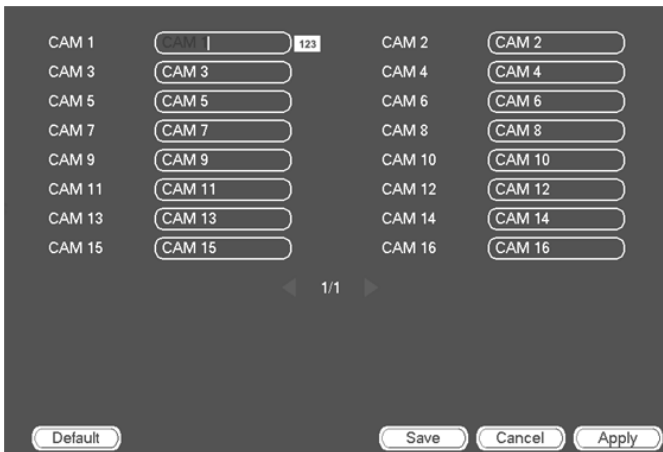 CAM 1 CAM 1 123 CAM 2 CAM 2
CAM 3 CAM 3 CAM 4 CAM 4
CAM 5 CAM 5 CAM 6 CAM 6
CAM 7 CAM 7 CAM 8 CAM 8
CAM 9 CAM 9 CAM 10 CAM 10
CAM 11 CAM 11 CAM 12 CAM 12
CAM 13 CAM 13 CAM 14 CAM 14
CAM 15 CAM 15 CAM 16 CAM 16
1/1
Default Save Cancel Apply